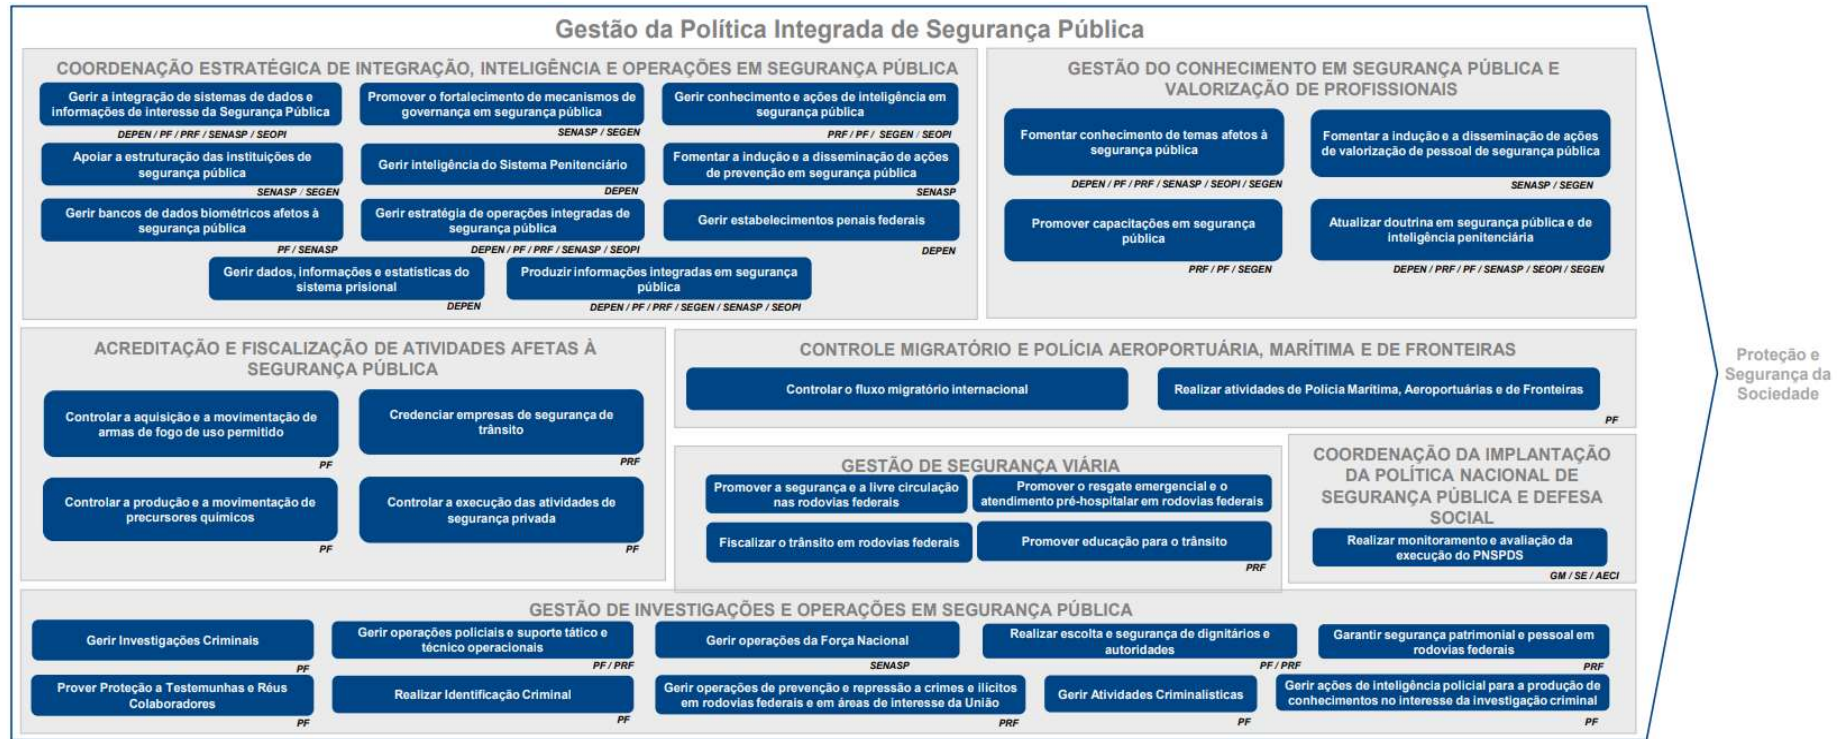 Gestão da Política Integrada de Segurança Pública
COORDENAÇÃO ESTRATÉGICA DE INTEGRAÇÃO, INTELIGÊNCIA E OPERAÇÕES EM SEGURANÇA PÚBLICA
Gerir a integração de sistemas de dados e
informações de interesse da Segurança Pública
DEPEN / PF / PRF / SENASP / SEOPI
Promover o fortalecimento de mecanismos de
governança em segurança pública
SENASP / SEGEN
Gerir conhecimento e ações de inteligência em
segurança pública
PRF / PF / SEGEN / SEOPI
Apoiar a estruturação das instituições de
segurança pública
SENASP / SEGEN
Gerir inteligência do Sistema Penitenciário
DEPEN
Fomentar a indução e a disseminação de ações
de prevenção em segurança pública
SENASP
Gerir bancos de dados biométricos afetos à
segurança pública
PF / SENASP
Gerir estratégia de operações integradas de
segurança pública
DEPEN / PF / PRF / SENASP / SEOPI
Gerir estabelecimentos penais federais
DEPEN
Gerir dados, informações e estatísticas do
sistema prisional
DEPEN
Produzir informações integradas em segurança
pública
DEPEN / PF / PRF / SEGEN / SENASP / SEOPI
GESTÃO DO CONHECIMENTO EM SEGURANÇA PÚBLICA E
VALORIZAÇÃO DE PROFISSIONAIS
Fomentar conhecimento de temas afetos à
segurança pública
DEPEN / PF / PRF / SENASP / SEOPI / SEGEN
Fomentar a indução e a disseminação de ações
de valorização de pessoal de segurança pública
SENASP / SEGEN
Promover capacitações em segurança
pública
PRF / PF / SEGEN
Atualizar doutrina em segurança pública e de
inteligência penitenciária
DEPEN / PRF / PF / SENASP / SEOPI / SEGEN
ACREDITAÇÃO E FISCALIZAÇÃO DE ATIVIDADES AFETAS À
SEGURANÇA PÚBLICA
Controlar a aquisição e a movimentação de
armas de fogo de uso permitido
PF
Credenciar empresas de segurança de
trânsito
PRF
Controlar a produção e a movimentação de
precursores químicos
PF
Controlar a execução das atividades de
segurança privada
PF
CONTROLE MIGRATÓRIO E POLÍCIA AEROPORTUÁRIA, MARÍTIMA E DE FRONTEIRAS
Controlar o fluxo migratório internacional
Realizar atividades de Polícia Marítima, Aeroportuárias e de Fronteiras
PF
GESTÃO DE SEGURANÇA VIÁRIA
Promover a segurança e a livre circulação
nas rodovias federais
Promover o resgate emergencial e o
atendimento pré-hospitalar em rodovias federais
Fiscalizar o trânsito em rodovias federais
Promover educação para o trânsito
PRF
COORDENAÇÃO DA IMPLANTAÇÃO
DA POLÍTICA NACIONAL DE
SEGURANÇA PÚBLICA E DEFESA
SOCIAL
Realizar monitoramento e avaliação da
execução do PNSPDS
GM / SE / AECI
GESTÃO DE INVESTIGAÇÕES E OPERAÇÕES EM SEGURANÇA PÚBLICA
Gerir Investigações Criminais
PF
Gerir operações policiais e suporte tático e
técnico operacionais
PF / PRF
Gerir operações da Força Nacional
SENASP
Realizar escolta e segurança de dignitários e
autoridades
PF / PRF
Garantir segurança patrimonial e pessoal em
rodovias federais
PRF
Prover Proteção a Testemunhas e Réus
Colaboradores
PF
Realizar Identificação Criminal
PF
Gerir operações de prevenção e repressão a crimes e ilícitos
em rodovias federais e em áreas de interesse da União
PRF
Gerir Atividades Criminalisticas
PF
Gerir ações de inteligência policial para a produção de
conhecimentos no interesse da investigação criminal
PF
Proteção e
Segurança da
Sociedade